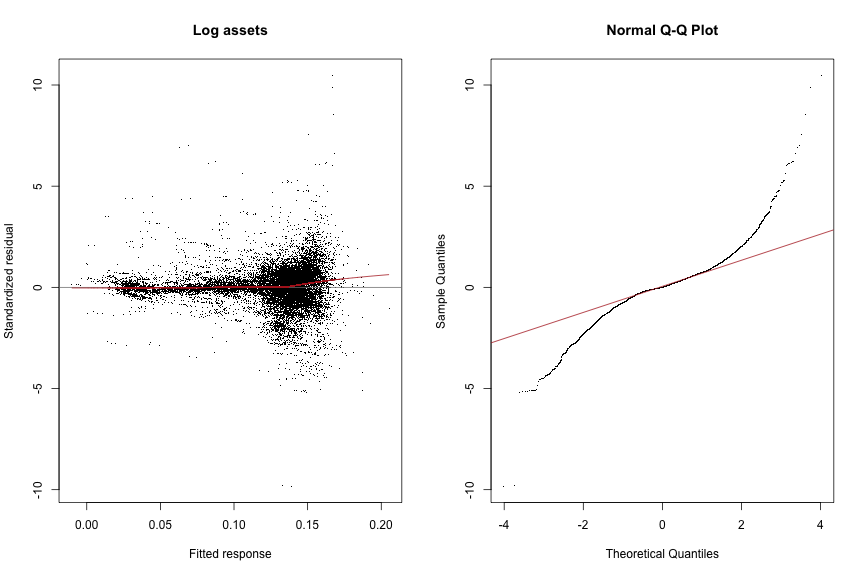 Log assets
Standardized residual
10
5
0
-5
-10
0.00 0.05 0.10 0.15 0.20
Fitted response
Normal Q-Q Plot
Sample Quantiles
10
5
0
-5
-10
-4 -2 0 2 4
Theoretical Quantiles